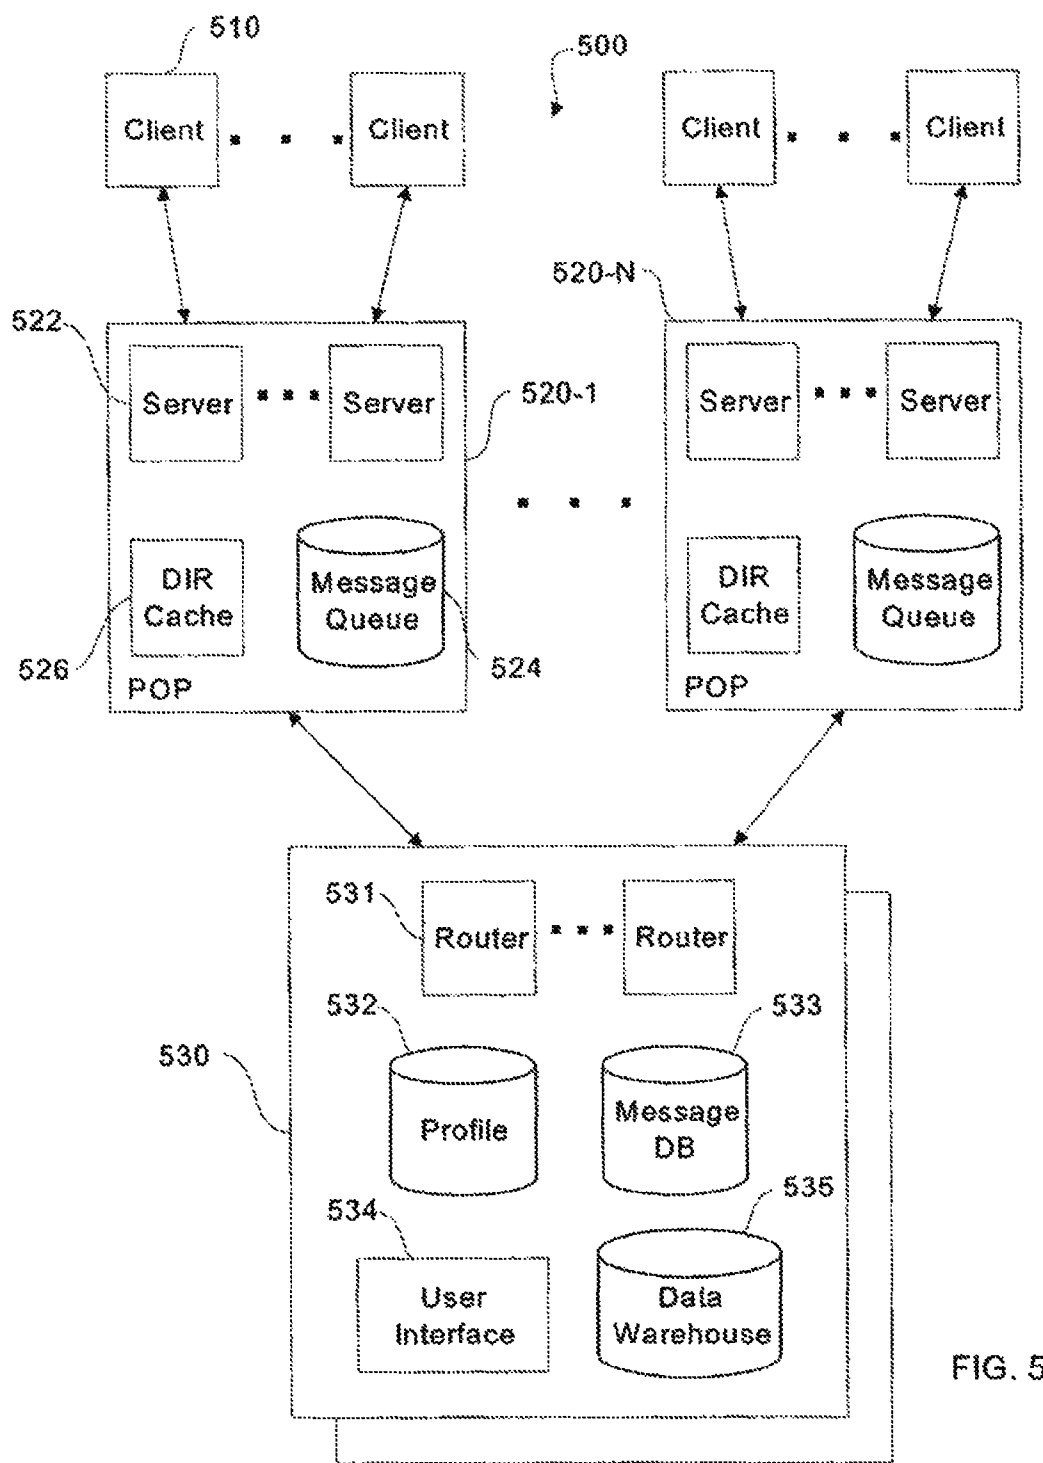 510
500
Client
Client
Client
Client
520-N
522
Server
Server
520-1
Server
Server
DIR
Cache
Message
Queue
DIR
Cache
Message
Queue
526
524
POP
POP
531
Router
Router
532
533
530
Profile
Message
DB
534
535
User
Interface
Data
Warehouse
FIG. 5